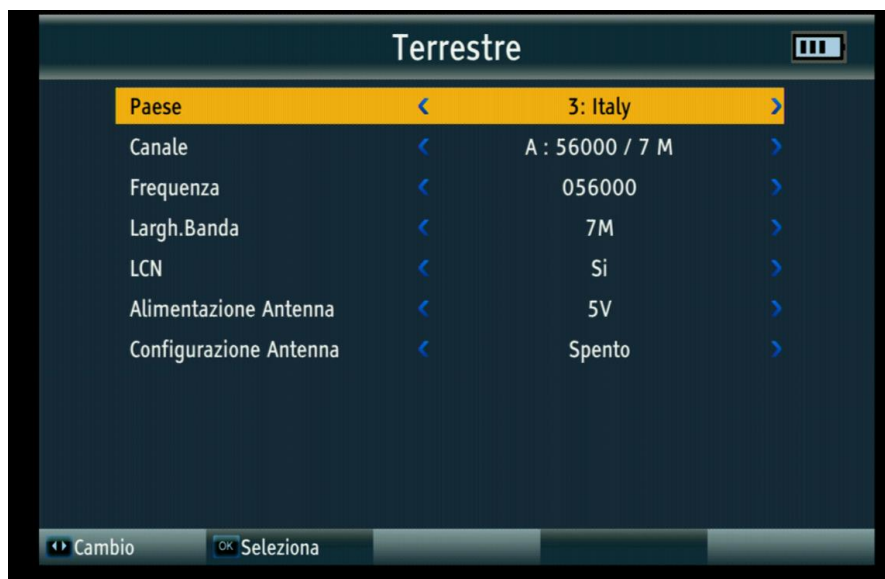 Terrestre
Paese 3: Italy
Canale A : 56000 / 7 M
Frequenza 056000
Largh.Banda 7M
LCN Si
Alimentazione Antenna 5V
Configurazione Antenna Spento
Cambio OK Seleziona